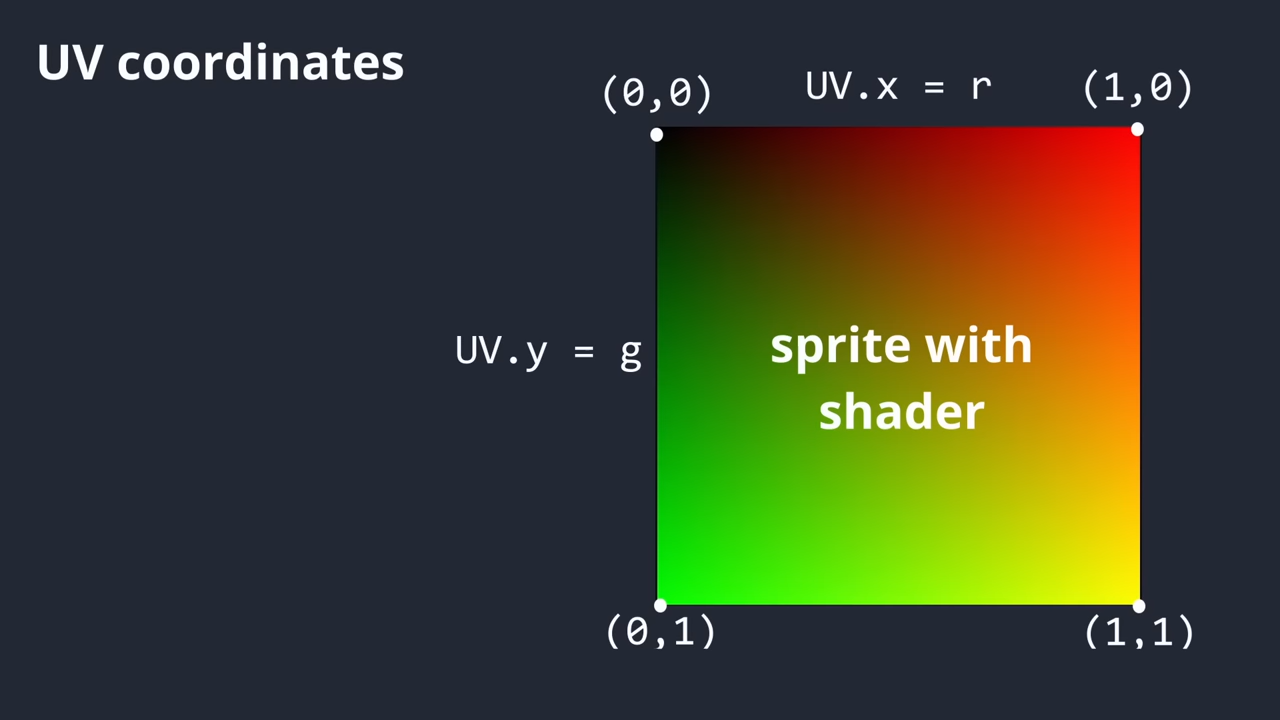 UV coordinates
(0,0)
UV.x = r
(1,0)
UV.y = g
sprite with
shader
(0,1)
(1,1)